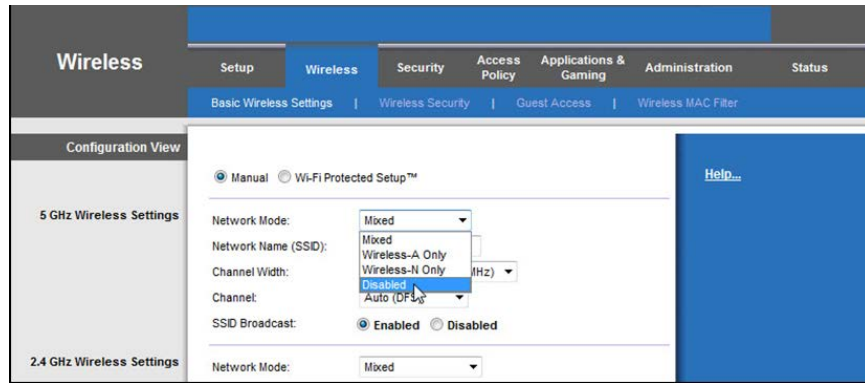 Wireless
Setup
Wireless
Security
Access Policy
Applications & Gaming
Administration
Status
Basic Wireless Settings | Wireless Security | Guest Access | Wireless MAC Filter
Configuration View
Manual Wi-Fi Protected Setup™
Help...
5 GHz Wireless Settings
Network Mode: Mixed
Mixed
Wireless-A Only
Wireless-N Only
Disabled
Network Name (SSID):
Channel Width: MHz)
Channel: Auto (DFS
SSID Broadcast: Enabled Disabled
2.4 GHz Wireless Settings
Network Mode: Mixed